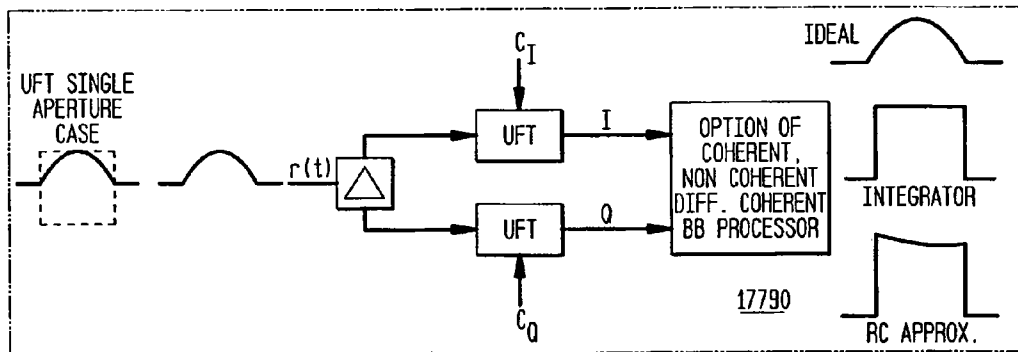 UFT SINGLE
APERTURE
CASE
r(t)
C_I
UFT
I
UFT
Q
C_Q
OPTION OF
COHERENT,
NON COHERENT
DIFF. COHERENT
BB PROCESSOR
17790
IDEAL
INTEGRATOR
RC APPROX.